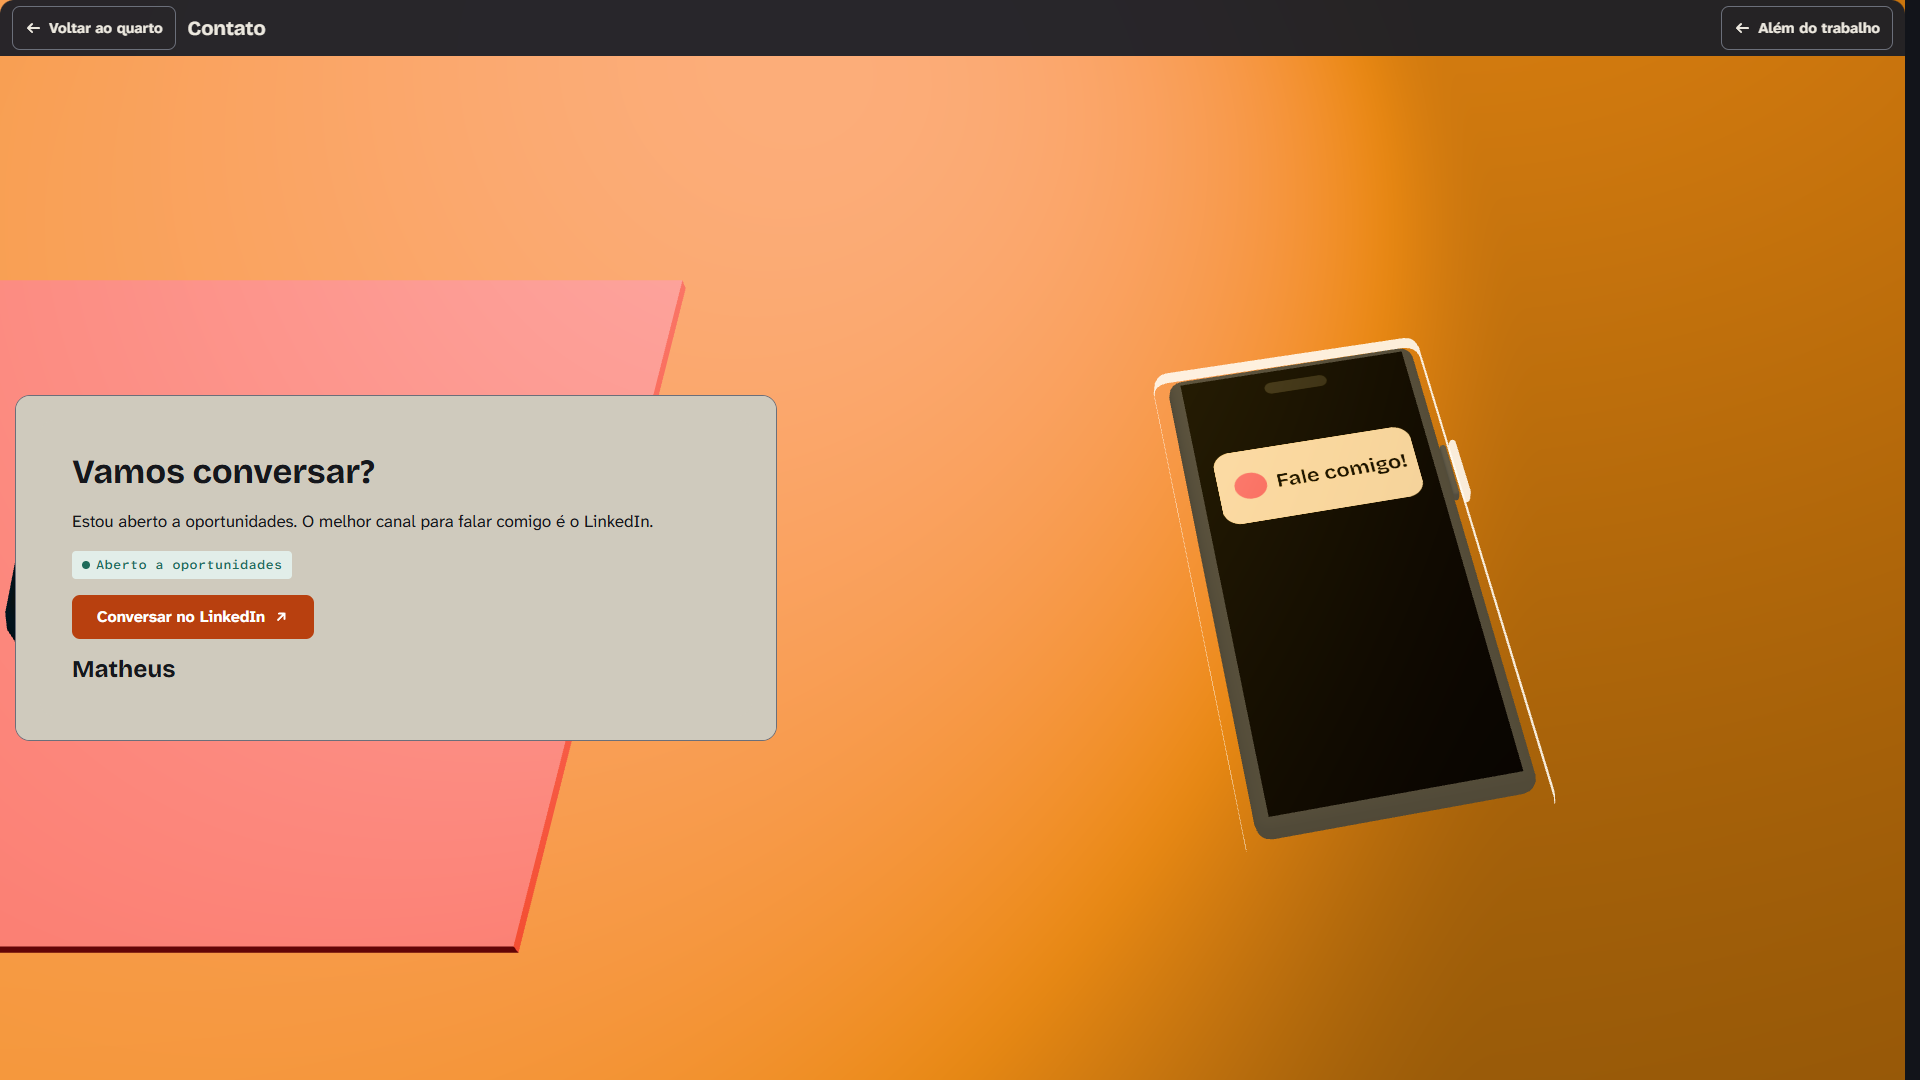 Voltar ao quarto
Contato
Além do trabalho
Vamos conversar?
Estou aberto a oportunidades. O melhor canal para falar comigo é o LinkedIn.
Aberto a oportunidades
Conversar no LinkedIn
Matheus
Fale comigo!